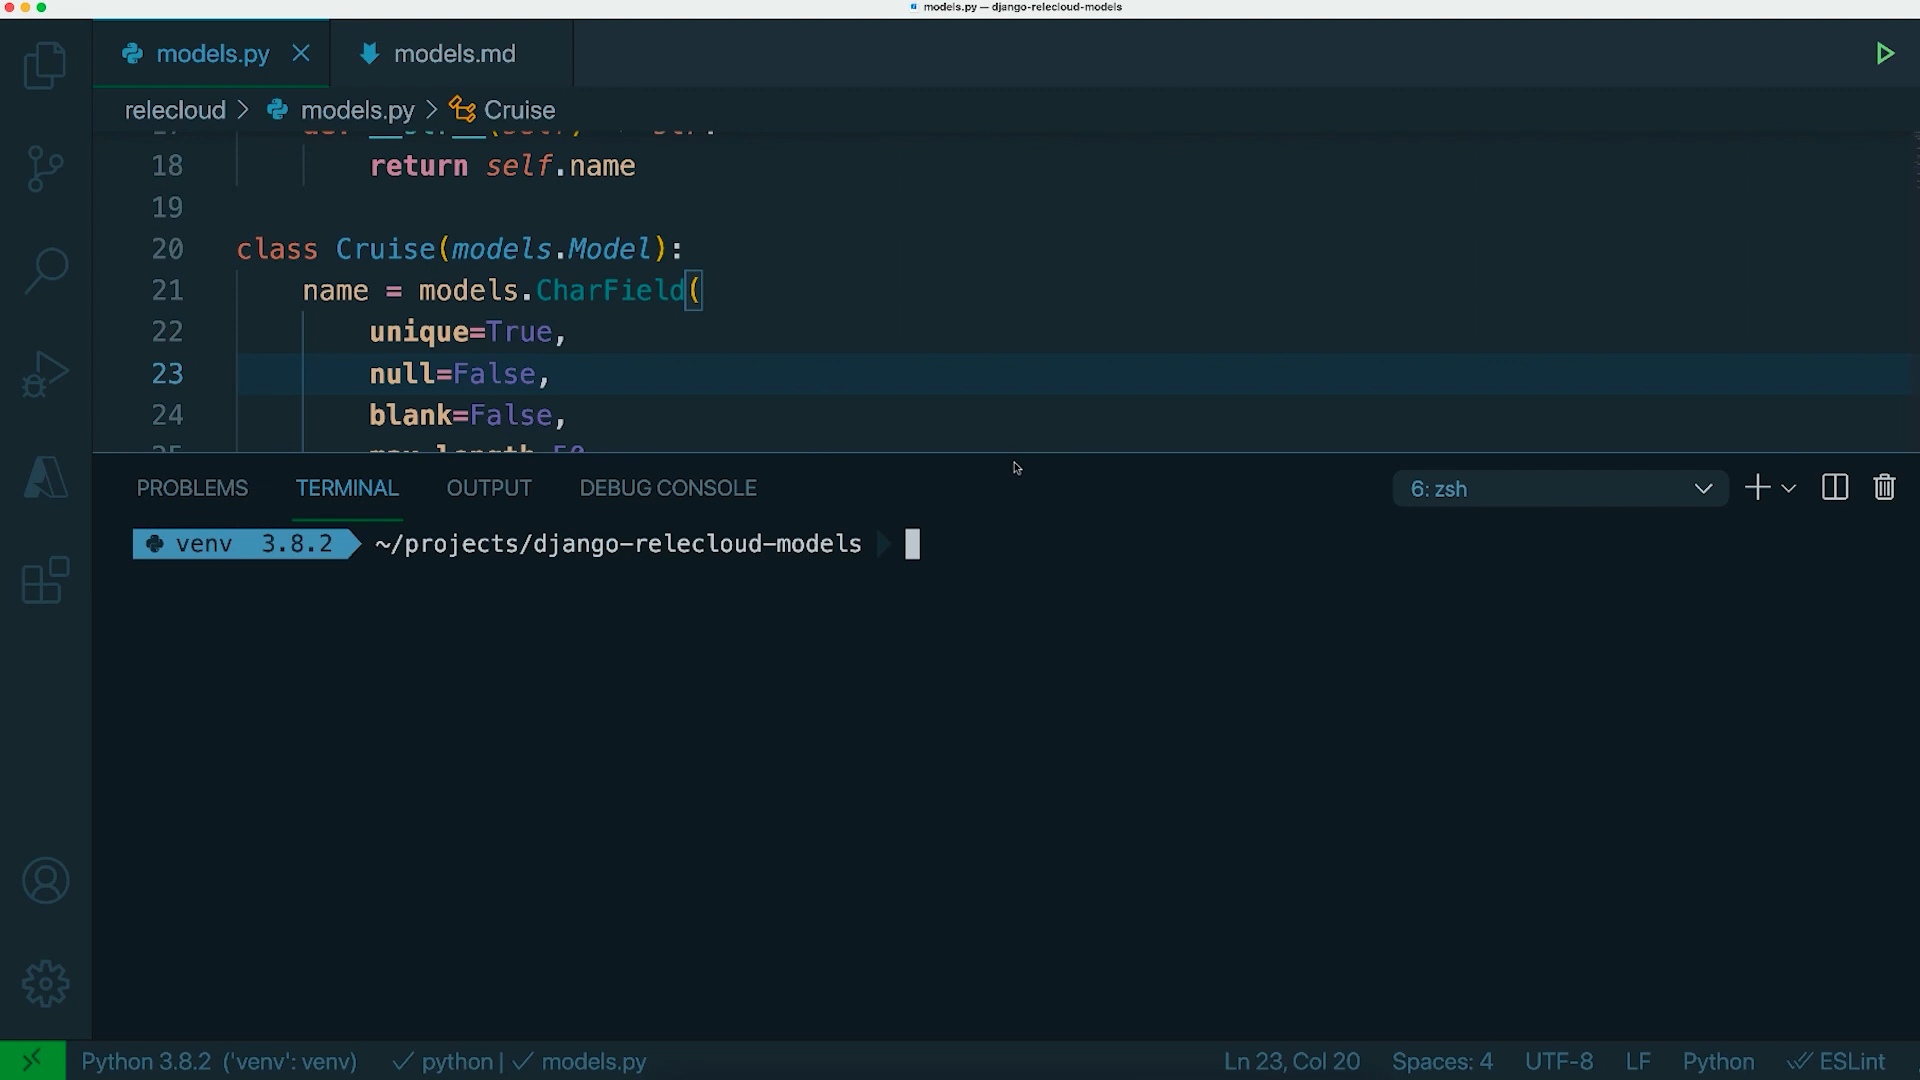 models.py — django-relecloud-models
models.py models.md
relecloud > models.py > Cruise
18 return self.name
19
20 class Cruise(models.Model):
21 name = models.CharField(
22 unique=True,
23 null=False,
24 blank=False,
PROBLEMS TERMINAL OUTPUT DEBUG CONSOLE 6: zsh
venv 3.8.2 ~/projects/django-relecloud-models
Python 3.8.2 ('venv': venv) ✓ python | ✓ models.py Ln 23, Col 20 Spaces: 4 UTF-8 LF Python ESLint